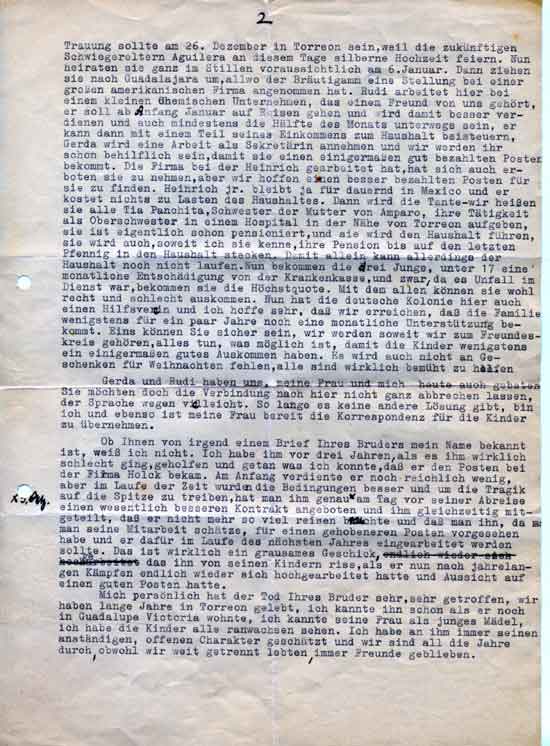 2
Trauung sollte am 26. Dezember in Torreon sein,weil die zukünftigen
Schwiegereltern Aguilera an diesem Tage silberne Hochzeit feiern. Nun
heiraten sie ganz im Stillen voraussichtlich am 6.Januar. Dann ziehen
sie nach Guadalajara um,allwo der Bräutigamm eine Stellung bei einer
großen amerikanischen Firma angenommen hat. Rudi arbeitet hier bei
einem kleinen chemischen Unternehmen, das einem Freund von uns gehört,
er soll ab Anfang Januar auf Reisen gehen und wird damit besser ver-
dienen und auch mindestens die Hälfte des Monats unterwegs sein, er
kann dann mit einem Teil seines Einkommens zum Haushalt beisteuern,
Gerda wird eine Arbeit als Sekretärin annehmen und wir werden ihr
schon behilflich sein,damit sie einen einigermaßen gut bezahlten Posten
bekommt. Die Firma bei der Heinrich gearbeitet hat,hat sich auch er-
boten sie zu nehmen,aber wir hoffen einen besser bezahlten Posten für
sie zu finden. Heinrich jr. bleibt ja für dauernd in Mexico und er
kostet nichts zu Lasten des Haushaltes. Dann wird die Tante-wir heißen
sie alle Tia Panchita,Schwester der Mutter von Amparo, ihre Tätigkeit
als Oberschwester in einem Hospital in der Nähe von Torreon aufgeben,
sie ist eigentlich schon pensioniert,und sie wird den Haushalt führen,
sie wird auch,soweit ich sie kenne,ihre Pension bis auf den letzten
Pfennig in den Haushalt stecken. Damit allein kann allerdings der
Haushalt noch nicht laufen.Nun bekommen die drei Jungs, unter 17 eine
monatliche Entschädigung von der Krankenkasse,und zwar,da es Unfall im
Dienst war,bekommen sie die Höchstquote. Mit dem allen können sie wohl
recht und schlecht auskommen. Nun hat die deutsche Kolonie hier auch
einen Hilfsverein und ich hoffe sehr, daß wir erreichen, daß die Familie
wenigstens für ein paar Jahre noch eine monatliche Unterstützung be-
kommt. Eins können Sie sicher sein, wir werden soweit wir zum Freundes-
kreis gehören,alles tun, was möglich ist, damit die Kinder wenigstens
ein einigermaßen gutes Auskommen haben. Es wird auch nicht an Ge-
schenken für Weihnachten fehlen,alle sind wirklich bemüht zu helfen
Gerda und Rudi haben uns, meine Frau und mich heute auch gebeten
Sie möchten doch die Verbindung nach hier nicht ganz abbrechen lassen,
der Sprache wegen vielleicht. So lange es keine andere Lösung gibt, bin
ich und ebenso ist meine Frau bereit die Korrespondenz für die Kinder
zu übernehmen.
Ob Ihnen von irgend einem Brief Ihres Bruders mein Name bekannt
ist, weiß ich nicht. Ich habe ihm vor drei Jahren,als es ihm wirklich
schlecht ging,geholfen und getan was ich konnte,daß er den Posten bei
der Firma Holck bekam. Am Anfang verdiente er noch reichlich wenig,
aber im Laufe der Zeit wurden die Bedingungen besser und um die Tragik
auf die Spitze zu treiben,hat man ihm genau am Tag vor seiner Abreise
einen wesentlich besseren Kontrakt angeboten und ihm gleichzeitig mit-
geteilt, daß er nicht mehr so viel reisen brauchte und daß man ihn, da ma
man seine Mitarbeit schätze, für einen gehobeneren Posten vorgesehen
habe und er dafür im Laufe des nächsten Jahres eingearbeitet werden
sollte. Das ist wirklich ein grausames Geschick, endlich wieder sich
hochgearbeitet das ihn von seinen Kindern riss,als er nun nach jahrelan-
gen Kämpfen endlich wieder sich hochgearbeitet hatte und Aussicht auf
einen guten Posten hatte.
Mich persönlich hat der Tod Ihres Bruder sehr,sehr getroffen, wir
haben lange Jahre in Torreon gelebt, ich kannte ihn schon als er noch
in Guadalupe Victoria wohnte, ich kannte seine Frau als junges Mädel,
ich habe die Kinder alle ranwachsen sehen. Ich habe an ihm immer seinen
anständigen, offenen Charakter geschätzt und wir sind all die Jahre
durch,obwohl wir weit getrennt lebten,immer Freunde geblieben.